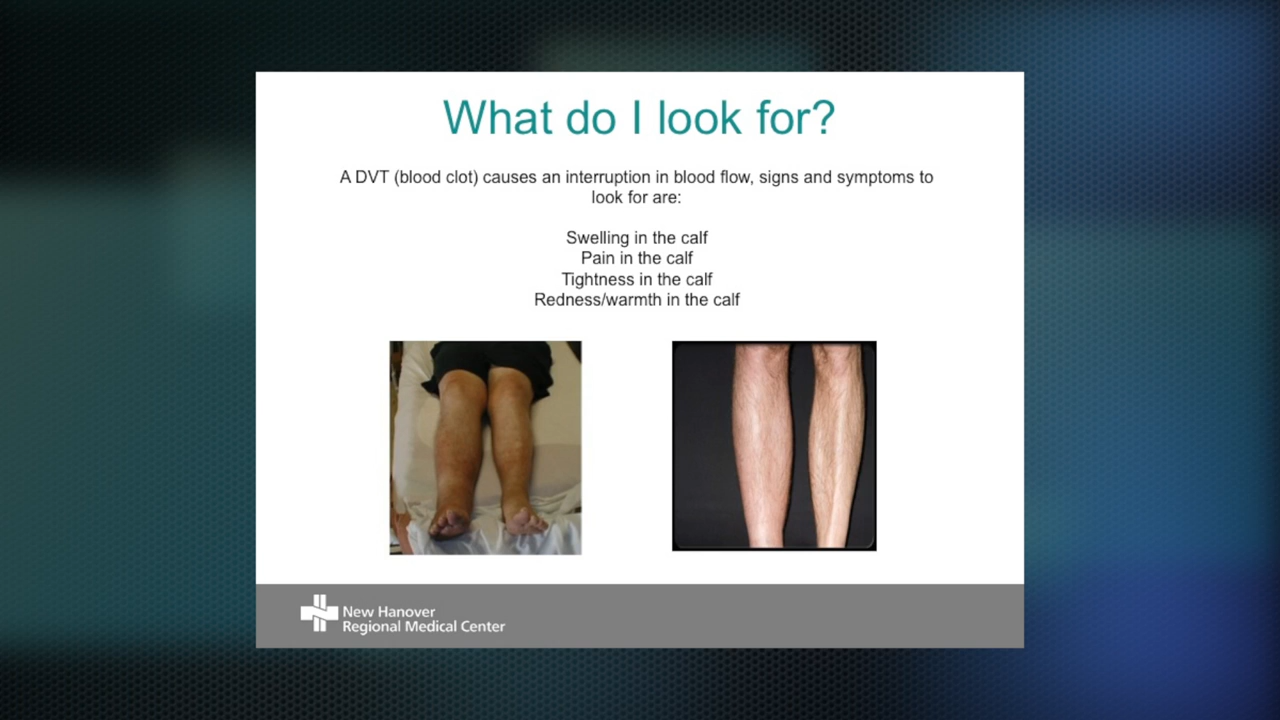 What do I look for?
A DVT (blood clot) causes an interruption in blood flow, signs and symptoms to
look for are:
Swelling in the calf
Pain in the calf
Tightness in the calf
Redness/warmth in the calf
New Hanover
Regional Medical Center